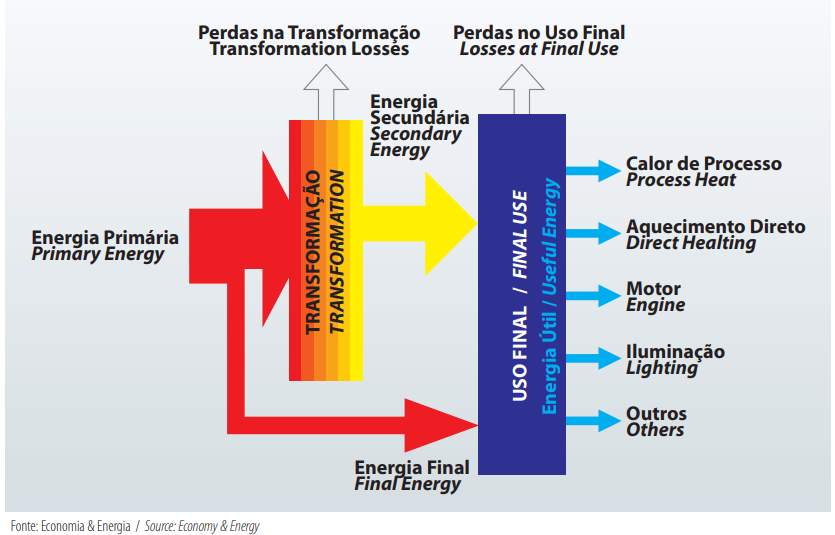 Perdas na Transformação
Transformation Losses
Perdas no Uso Final
Losses at Final Use
Energia
Secundária
Secondary
Energy
Energia Primária
Primary Energy
TRANSFORMAÇÃO
TRANSFORMATION
USO FINAL / FINAL USE
Energia Útil / Useful Energy
Calor de Processo
Process Heat
Aquecimento Direto
Direct Healting
Motor
Engine
Iluminação
Lighting
Outros
Others
Energia Final
Final Energy
Fonte: Economia & Energia / Source: Economy & Energy